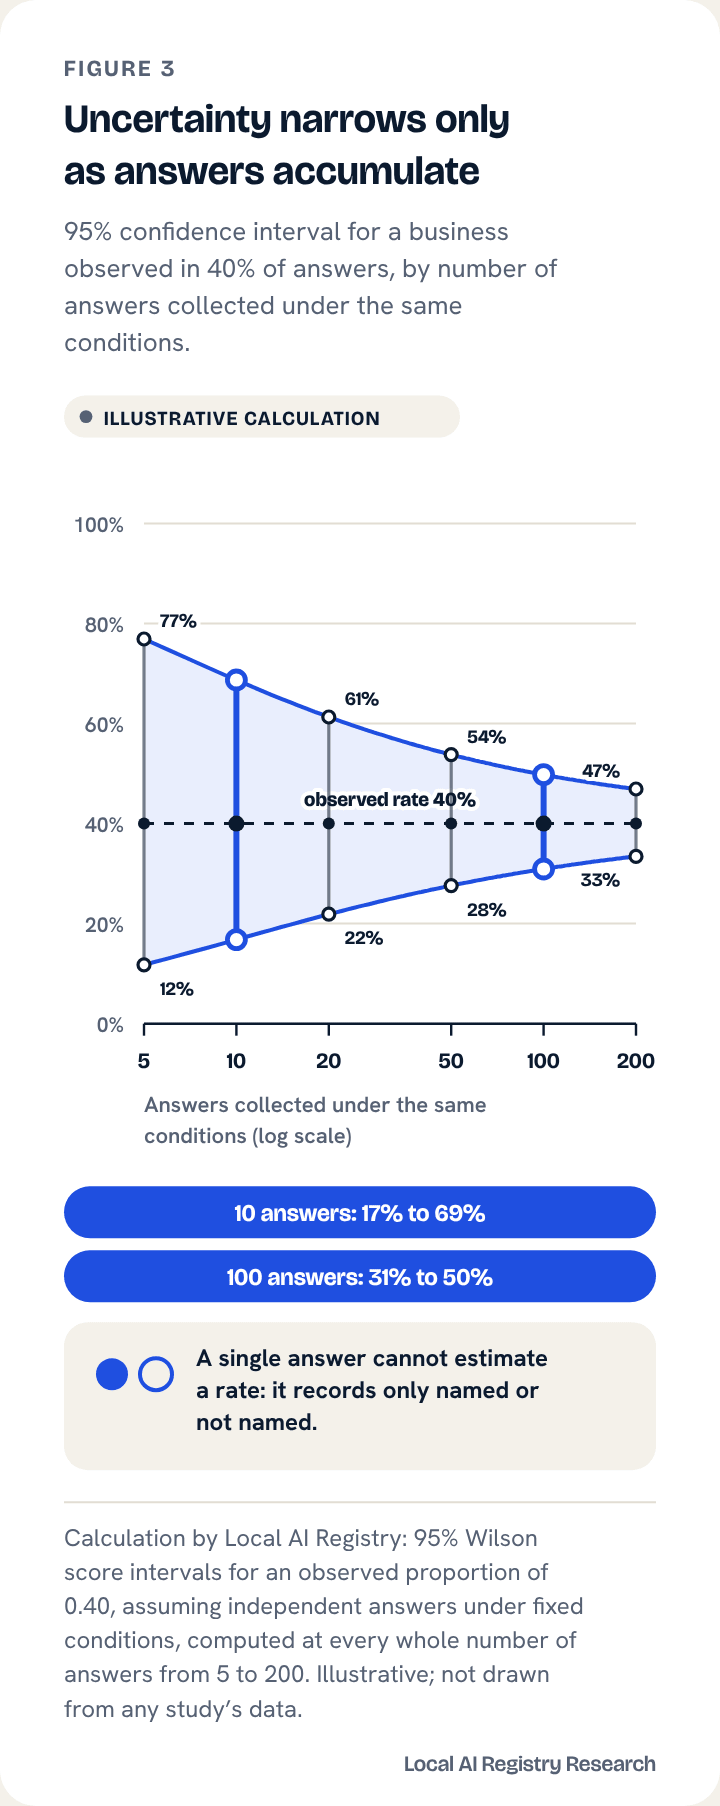 FIGURE 3
Uncertainty narrows only
as answers accumulate
95% confidence interval for a business
observed in 40% of answers, by number of
answers collected under the same
conditions.
ILLUSTRATIVE CALCULATION
100%
80%
77%
61%
60%
54%
47%
observed rate 40%
40%
33%
28%
20%
22%
12%
0%
5 10 20 50 100 200
Answers collected under the same
conditions (log scale)
10 answers: 17% to 69%
100 answers: 31% to 50%
A single answer cannot estimate
a rate: it records only named or
not named.
Calculation by Local AI Registry: 95% Wilson
score intervals for an observed proportion of
0.40, assuming independent answers under fixed
conditions, computed at every whole number of
answers from 5 to 200. Illustrative; not drawn
from any study’s data.
Local AI Registry Research